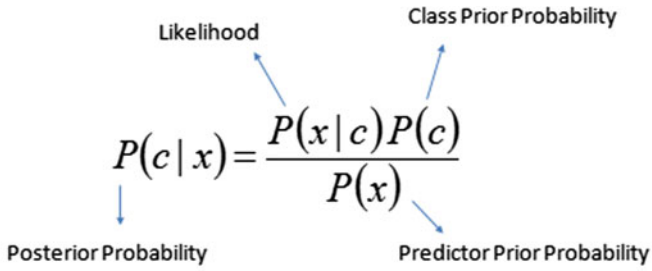 Likelihood
Class Prior Probability
P(c|x)=P(x|c)P(c)
P(x)
Posterior Probability
Predictor Prior Probability